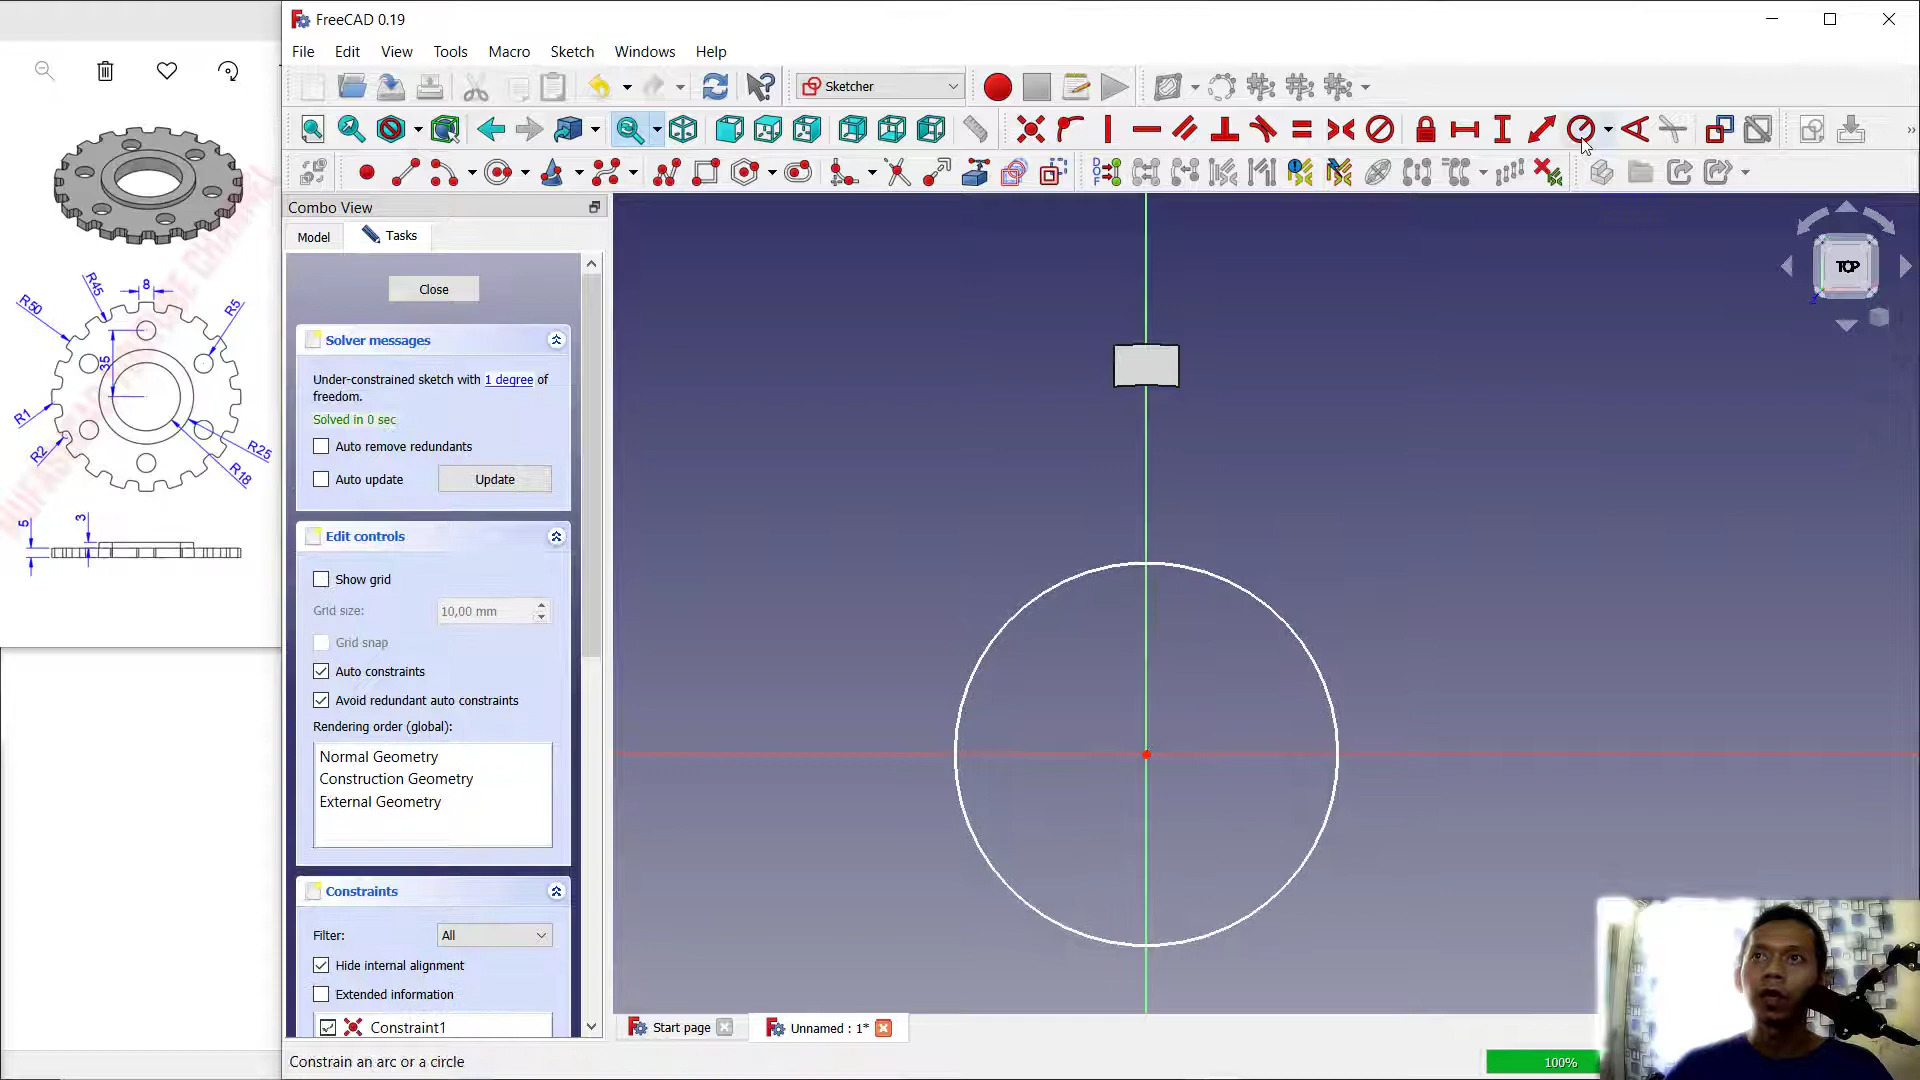 FreeCAD 0.19
File Edit View Tools Macro Sketch Windows Help
Sketcher
Combo View
Model Tasks
Close
Solver messages
Under-constrained sketch with 1 degree of
freedom.
Solved in 0 sec
Auto remove redundants
Auto update Update
Edit controls
Show grid
Grid size: 10,00 mm
Grid snap
Auto constraints
Avoid redundant auto constraints
Rendering order (global):
Normal Geometry
Construction Geometry
External Geometry
Constraints
Filter: All
Hide internal alignment
Extended information
Constraint1
TOP
Start page Unnamed : 1*
Constrain an arc or a circle
100%
R50
R45
8
R5
35
R1
R2
R25
R18
5
3